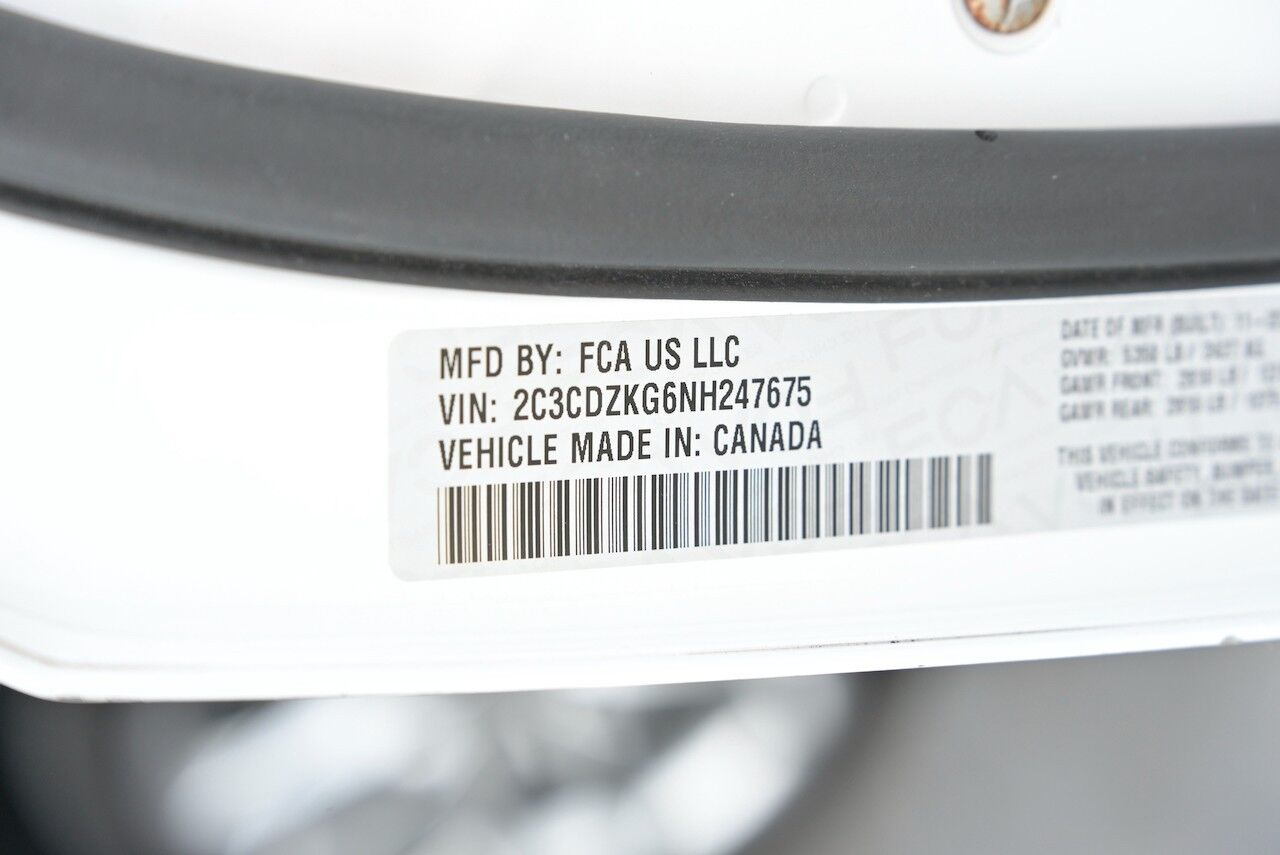 MFD BY: FCA US LLC
VIN: 2C3CDZKG6NH247675
VEHICLE MADE IN: CANADA
DATE OF MFR (BUILT): 11-
GVWR:
GAWR FRONT:
GAWR REAR:
THIS VEHICLE CONFORMS TO
VEHICLE SAFETY, BUMPER,
IN EFFECT ON THE DATE